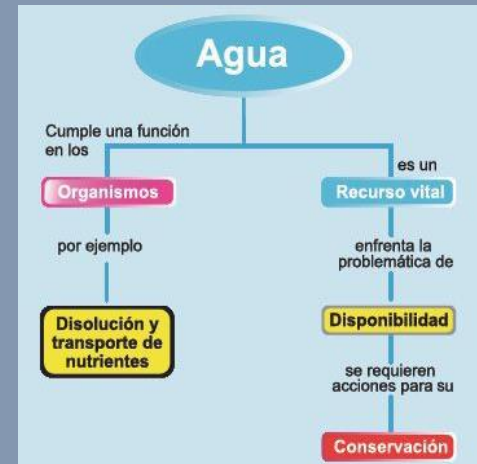 Agua
Cumple una función
en los
Organismos
por ejemplo
Disolución y
transporte de
nutrientes
es un
Recurso vital
enfrenta la
problemática de
Disponibilidad
se requieren
acciones para su
Conservación